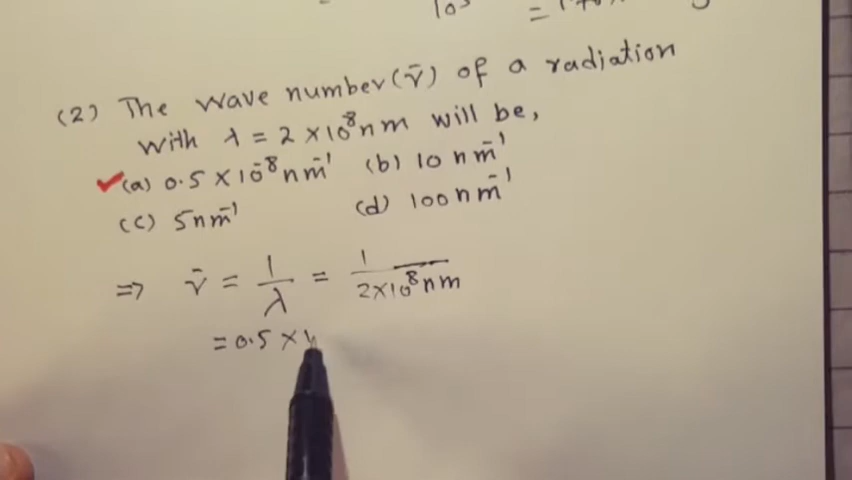 10³
(2) The wave number (ν̄) of a radiation
with λ = 2 × 10⁸ nm will be,
(a) 0.5 × 10⁻⁸ nm⁻¹ (b) 10 nm⁻¹
(c) 5 nm⁻¹ (d) 100 nm⁻¹
⇒ ν̄ = 1/λ = 1/2×10⁸ nm
= 0.5 ×